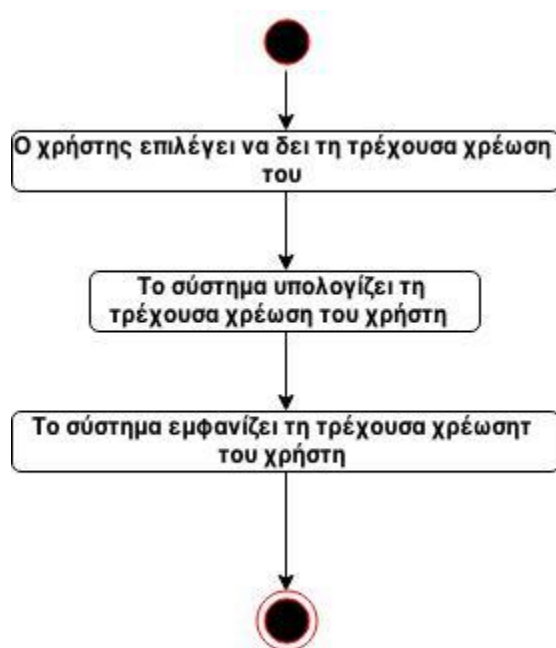 Ο χρήστης επιλέγει να δει τη τρέχουσα χρέωση
του
Το σύστημα υπολογίζει τη
τρέχουσα χρέωση του χρήστη
Το σύστημα εμφανίζει τη τρέχουσα χρέωσητ
του χρήστη